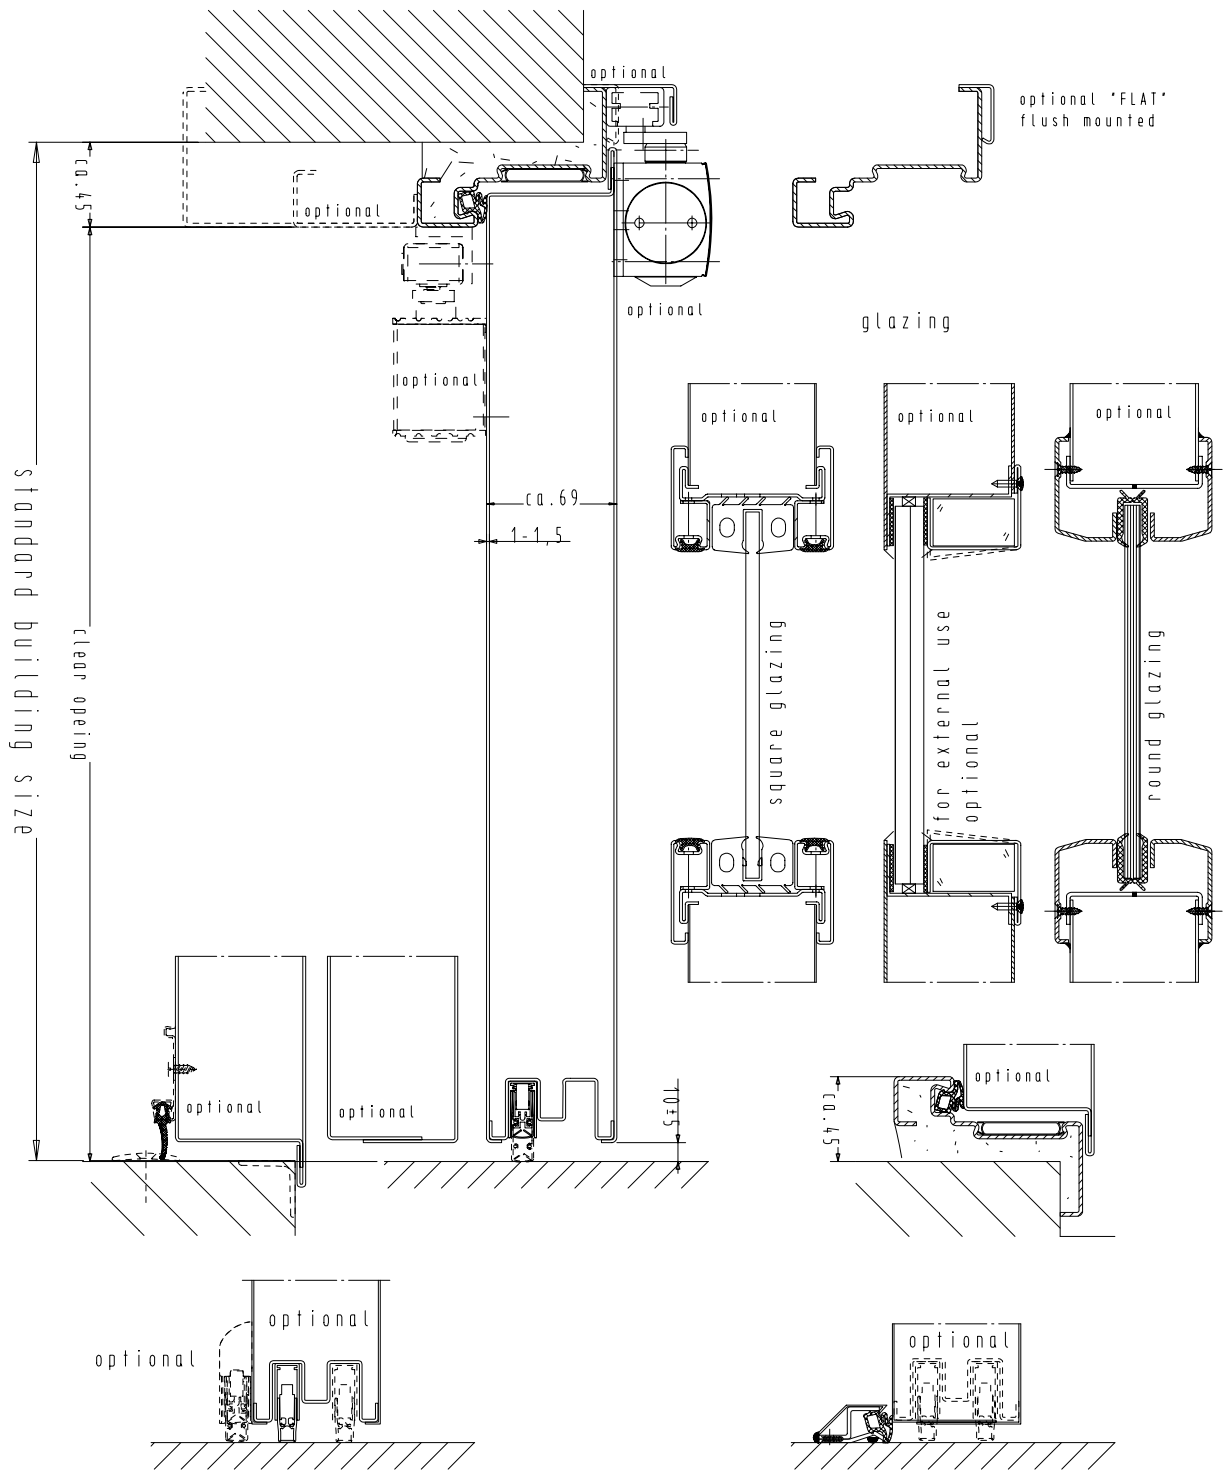 optional
optional "FLAT"
flush mounted
ca.45
optional
optional
glazing
optional
optional
optional
optional
ca.69
1-1,5
standard building size
clear opeing
square glazing
for external use
optional
round glazing
optional
optional
10±5
optional
ca.45
optional
optional
optional